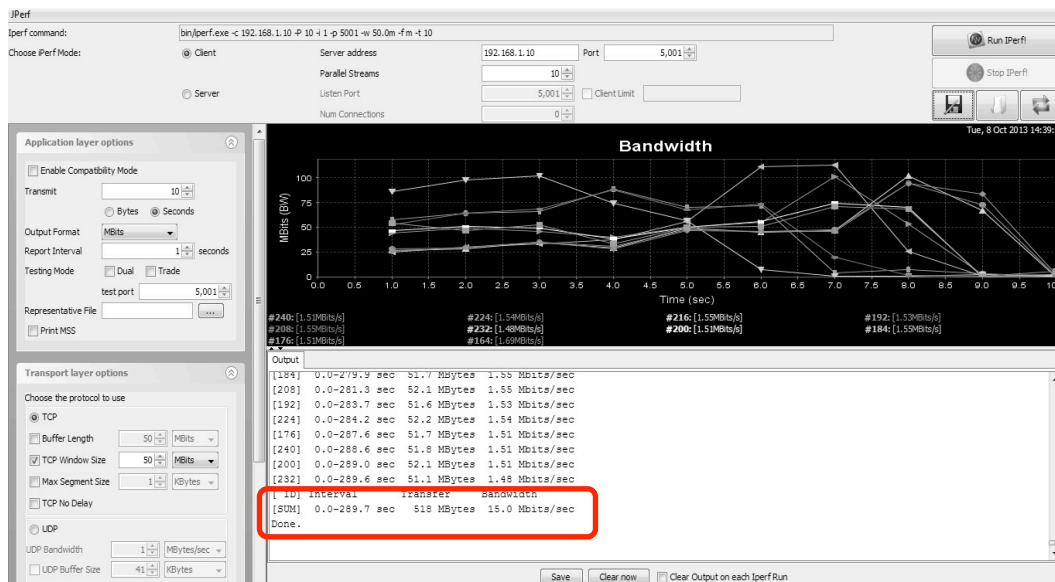 JPerf
Iperf command: bin/iperf.exe -c 192.168.1.10 -P 10 -i 1 -p 5001 -w 50.0m -f m -t 10
Choose iPerf Mode: Client Server address 192.168.1.10 Port 5,001
Parallel Streams 10
Server Listen Port 5,001 Client Limit
Num Connections 0
Run IPerf!
Stop IPerf!
Tue, 8 Oct 2013 14:39:
Application layer options
Enable Compatibility Mode
Transmit 10
Bytes Seconds
Output Format MBits
Report Interval 1 seconds
Testing Mode Dual Trade
test port 5,001
Representative File ...
Print MSS
Transport layer options
Choose the protocol to use
TCP
Buffer Length 50 MBits
TCP Window Size 50 MBits
Max Segment Size 1 KBytes
TCP No Delay
UDP
UDP Bandwidth 1 MBytes/sec
UDP Buffer Size 41 KBytes
Bandwidth
MBits (BW)
100
75
50
25
0
0.0 0.5 1.0 1.5 2.0 2.5 3.0 3.5 4.0 4.5 5.0 5.5 6.0 6.5 7.0 7.5 8.0 8.5 9.0 9.5 10
Time (sec)
#240: [1.51MBits/s] #224: [1.54MBits/s] #216: [1.55MBits/s] #192: [1.53MBits/s]
#208: [1.55MBits/s] #232: [1.48MBits/s] #200: [1.51MBits/s] #184: [1.55MBits/s]
#176: [1.51MBits/s] #164: [1.69MBits/s]
Output
[184] 0.0-279.9 sec 51.7 MBytes 1.55 Mbits/sec
[208] 0.0-281.3 sec 52.1 MBytes 1.55 Mbits/sec
[192] 0.0-283.7 sec 51.6 MBytes 1.53 Mbits/sec
[224] 0.0-284.2 sec 52.2 MBytes 1.54 Mbits/sec
[176] 0.0-287.6 sec 51.7 MBytes 1.51 Mbits/sec
[240] 0.0-288.6 sec 51.8 MBytes 1.51 Mbits/sec
[200] 0.0-289.0 sec 52.1 MBytes 1.51 Mbits/sec
[232] 0.0-289.6 sec 51.1 MBytes 1.48 Mbits/sec
[ ID] Interval Transfer Bandwidth
[SUM] 0.0-289.7 sec 518 MBytes 15.0 Mbits/sec
Done.
Save Clear now Clear Output on each Iperf Run